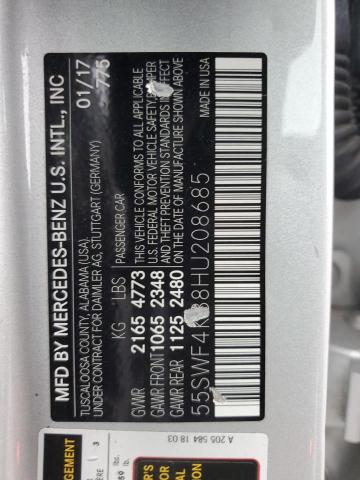 MFD BY MERCEDES-BENZ U.S. INTL., INC
TUSCALOOSA COUNTY, ALABAMA (USA).
UNDER CONTRACT FOR DAIMLER AG, STUTTGART (GERMANY)
01/17
775
KG LBS PASSENGER CAR
GVWR 2165 4773
GAWR FRONT 1065 2348
GAWR REAR 1125 2480
THIS VEHICLE CONFORMS TO ALL APPLICABLE
U.S. FEDERAL MOTOR VEHICLE SAFETY, BUMPER
AND THEFT PREVENTION STANDARDS IN EFFECT
ON DATE OF MANUFACTURE SHOWN ABOVE
MADE IN USA
A 205 584 18 03
3
lbs.
lb.